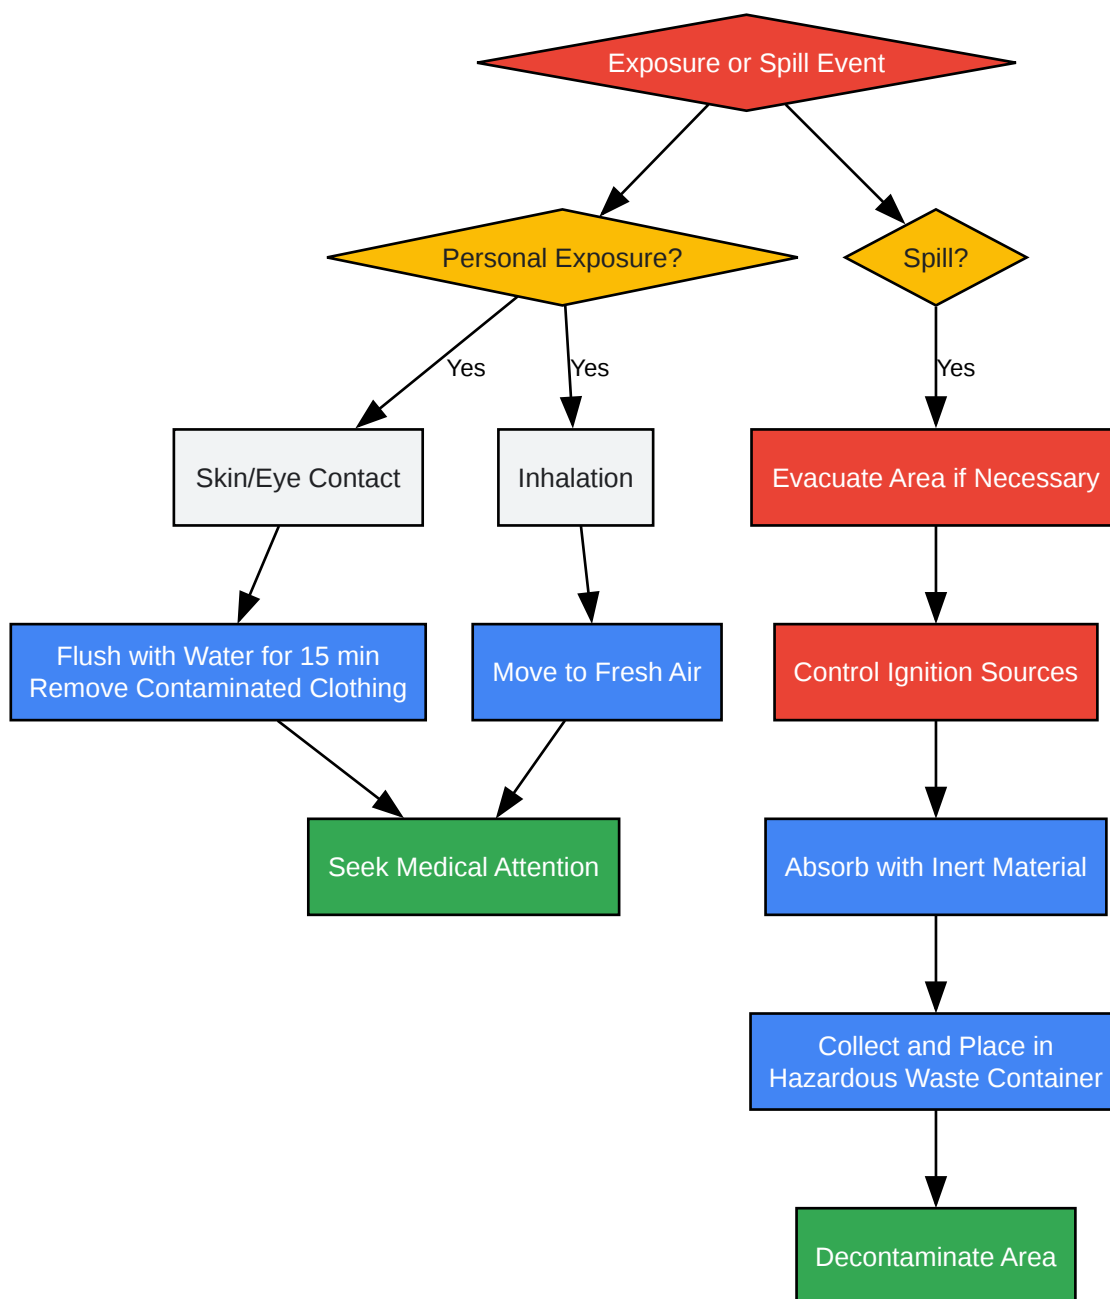 Exposure or Spill Event
Personal Exposure?
Spill?
Yes
Yes
Yes
Skin/Eye Contact
Inhalation
Evacuate Area if Necessary
Flush with Water for 15 min
Remove Contaminated Clothing
Move to Fresh Air
Control Ignition Sources
Seek Medical Attention
Absorb with Inert Material
Collect and Place in
Hazardous Waste Container
Decontaminate Area